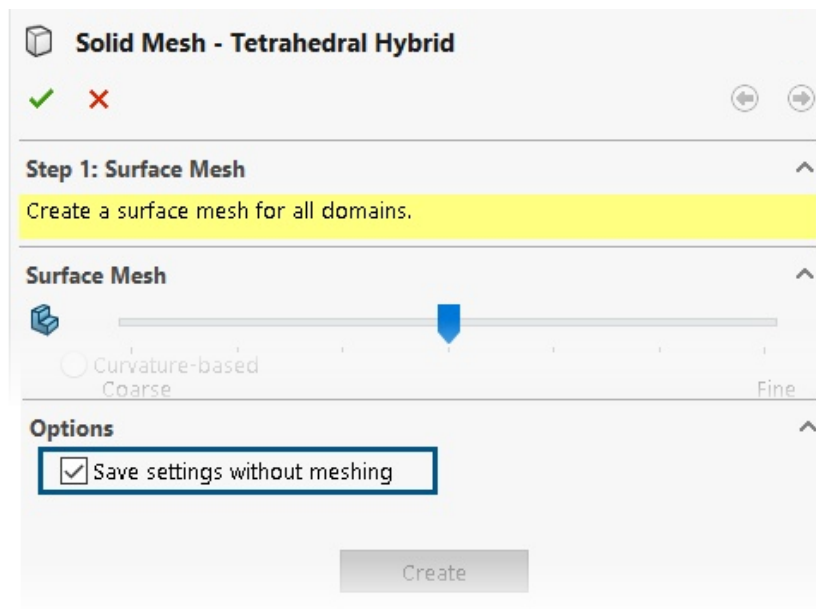 Solid Mesh - Tetrahedral Hybrid
Step 1: Surface Mesh
Create a surface mesh for all domains.
Surface Mesh
Curvature-based
Coarse
Fine
Options
Save settings without meshing
Create